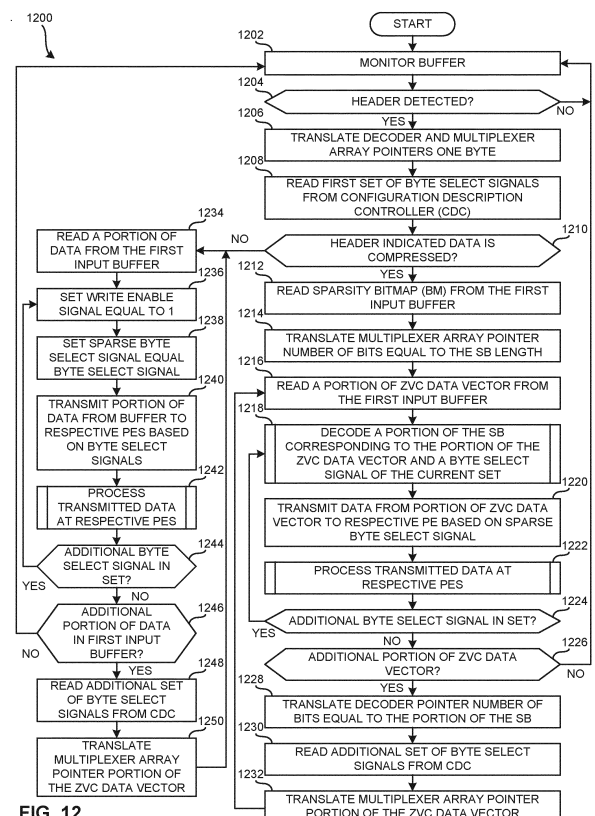 1200
START
1202
MONITOR BUFFER
1204
HEADER DETECTED?
NO
YES
1206
TRANSLATE DECODER AND MULTIPLEXER
ARRAY POINTERS ONE BYTE
1208
READ FIRST SET OF BYTE SELECT SIGNALS
FROM CONFIGURATION DESCRIPTION
CONTROLLER (CDC)
1210
HEADER INDICATED DATA IS
COMPRESSED?
NO
YES
1212
READ SPARSITY BITMAP (BM) FROM THE FIRST
INPUT BUFFER
1214
TRANSLATE MULTIPLEXER ARRAY POINTER
NUMBER OF BITS EQUAL TO THE SB LENGTH
1216
READ A PORTION OF ZVC DATA VECTOR FROM
THE FIRST INPUT BUFFER
1218
DECODE A PORTION OF THE SB
CORRESPONDING TO THE PORTION OF THE
ZVC DATA VECTOR AND A BYTE SELECT
SIGNAL OF THE CURRENT SET
1220
TRANSMIT DATA FROM PORTION OF ZVC DATA
VECTOR TO RESPECTIVE PE BASED ON SPARSE
BYTE SELECT SIGNAL
1222
PROCESS TRANSMITTED DATA AT
RESPECTIVE PES
1224
ADDITIONAL BYTE SELECT SIGNAL IN SET?
YES
NO
1226
ADDITIONAL PORTION OF ZVC DATA
VECTOR?
NO
YES
1228
TRANSLATE DECODER POINTER NUMBER OF
BITS EQUAL TO THE PORTION OF THE SB
1230
READ ADDITIONAL SET OF BYTE SELECT
SIGNALS FROM CDC
1232
TRANSLATE MULTIPLEXER ARRAY POINTER
PORTION OF THE ZVC DATA VECTOR
1234
READ A PORTION OF
DATA FROM THE FIRST
INPUT BUFFER
1236
SET WRITE ENABLE
SIGNAL EQUAL TO 1
1238
SET SPARSE BYTE
SELECT SIGNAL EQUAL
BYTE SELECT SIGNAL
1240
TRANSMIT PORTION OF
DATA FROM BUFFER TO
RESPECTIVE PES BASED
ON BYTE SELECT
SIGNALS
1242
PROCESS
TRANSMITTED DATA
AT RESPECTIVE PES
1244
ADDITIONAL BYTE
SELECT SIGNAL IN
SET?
YES
NO
1246
ADDITIONAL
PORTION OF DATA
IN FIRST INPUT
BUFFER?
NO
YES
1248
READ ADDITIONAL SET
OF BYTE SELECT
SIGNALS FROM CDC
1250
TRANSLATE
MULTIPLEXER ARRAY
POINTER PORTION OF
THE ZVC DATA VECTOR
FIG. 12